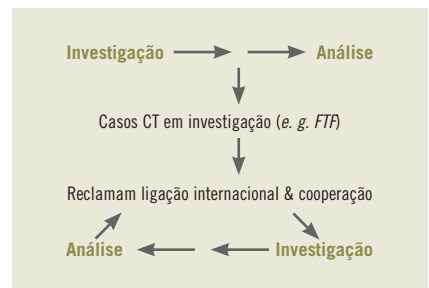 Investigação Análise
Casos CT em investigação (e. g. FTF)
Reclamam ligação internacional & cooperação
Análise Investigação